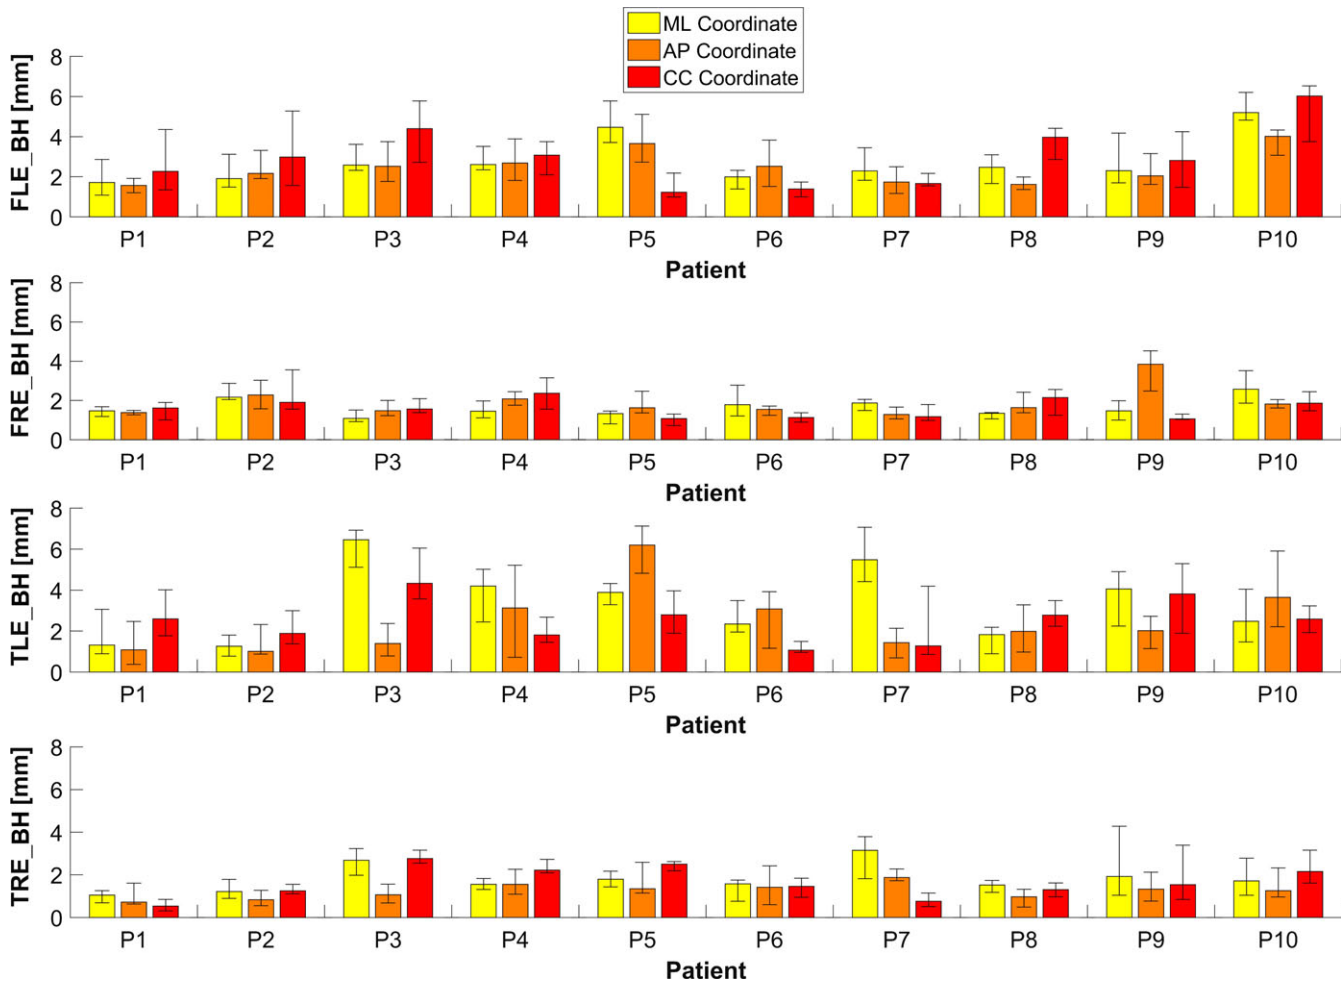 ML Coordinate
AP Coordinate
CC Coordinate
FLE_BH [mm]
8
6
4
2
0
P1 P2 P3 P4 P5 P6 P7 P8 P9 P10
Patient
FRE_BH [mm]
8
6
4
2
0
P1 P2 P3 P4 P5 P6 P7 P8 P9 P10
Patient
TLE_BH [mm]
8
6
4
2
0
P1 P2 P3 P4 P5 P6 P7 P8 P9 P10
Patient
TRE_BH [mm]
8
6
4
2
0
P1 P2 P3 P4 P5 P6 P7 P8 P9 P10
Patient